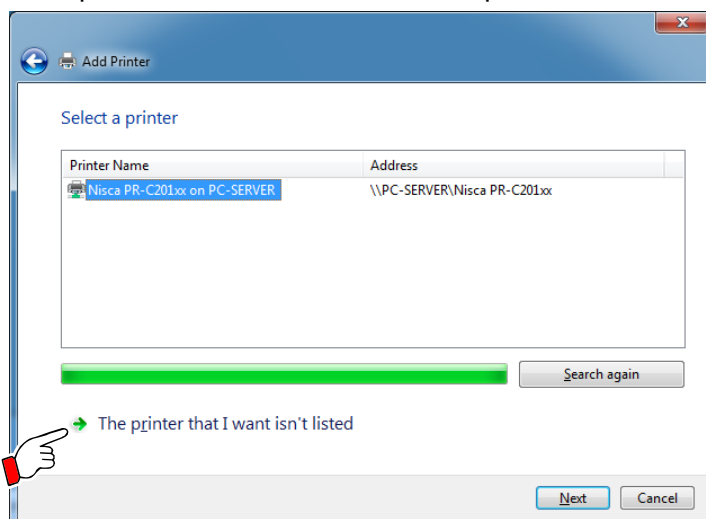 Add Printer
Select a printer
Printer Name Address
Nisca PR-C201xx on PC-SERVER \\PC-SERVER\Nisca PR-C201xx
Search again
The printer that I want isn't listed
Next Cancel